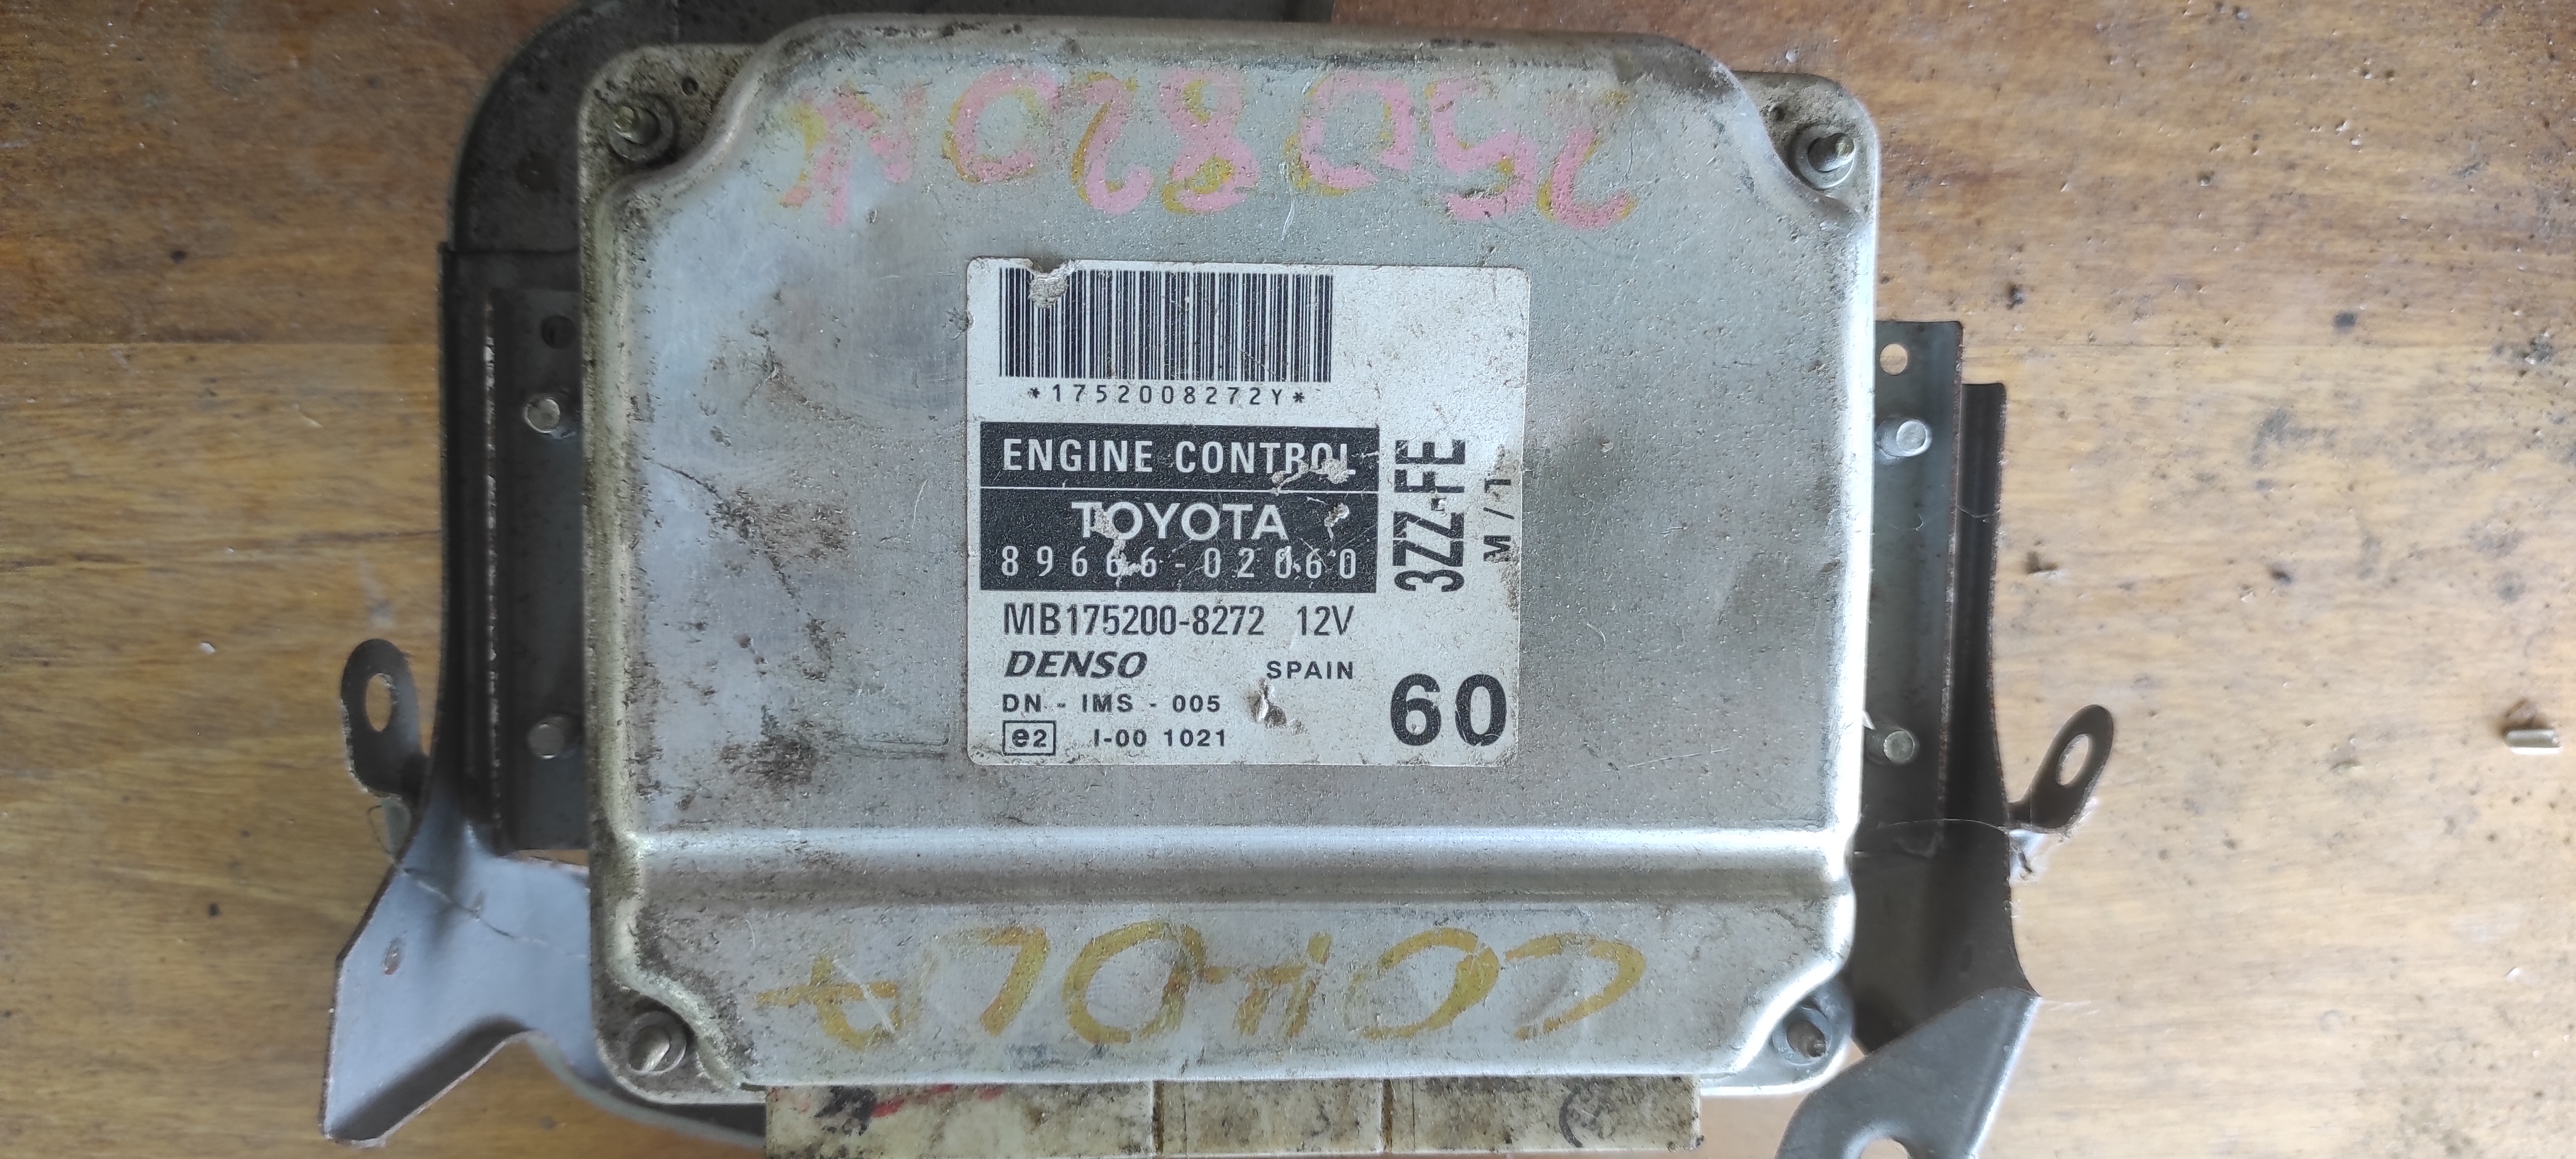 *1752008272Y*
ENGINE CONTROL
TOYOTA
89666-02060
3ZZ-FE
M/T
MB175200-8272 12V
DENSO SPAIN
DN - IMS - 005
e2 I-00 1021
60